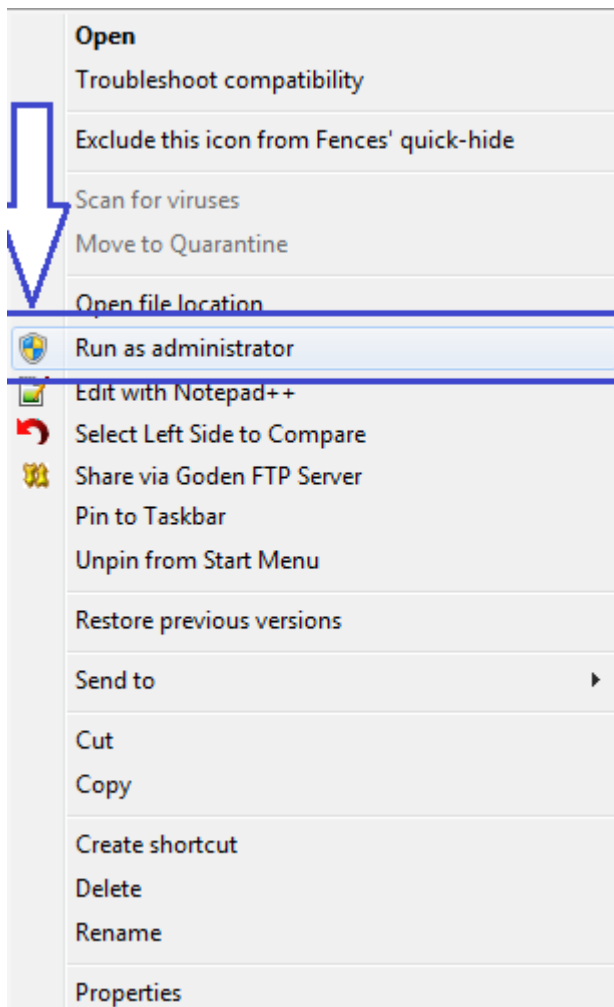 Open
Troubleshoot compatibility
Exclude this icon from Fences' quick-hide
Scan for viruses
Move to Quarantine
Open file location
Run as administrator
Edit with Notepad++
Select Left Side to Compare
Share via Goden FTP Server
Pin to Taskbar
Unpin from Start Menu
Restore previous versions
Send to
Cut
Copy
Create shortcut
Delete
Rename
Properties